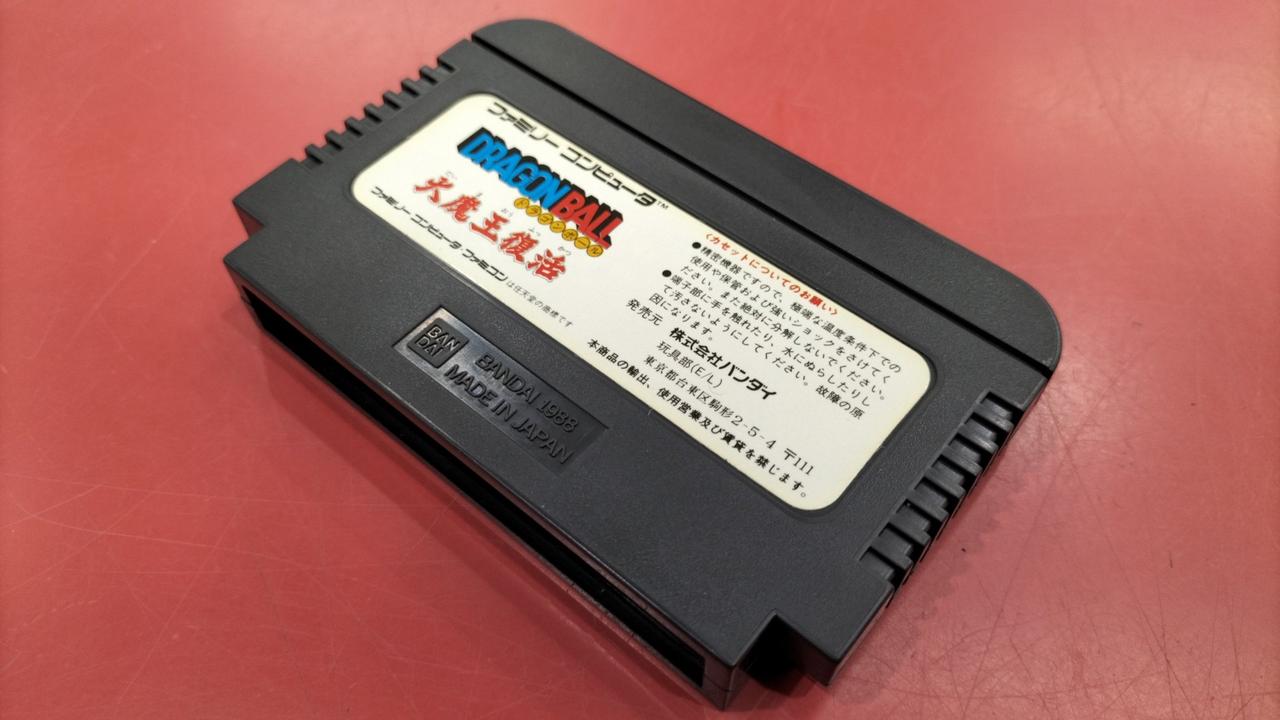 ファミリー コンピュータ™
DRAGON BALL
ドラゴンボール
だい ま おう ふっ かつ
大魔王復活
ファミリー コンピュータ・ファミコン は任天堂の商標です
〈カセットについてのお願い〉
●精密機器ですので、極端な温度条件下での
使用や保管および強いショックをさけてく
ださい。また絶対に分解しないでください。
●端子部に手を触れたり、水にぬらしたりし
て汚さないようにしてください。故障の原
因になります。
発売元 株式会社バンダイ
玩具部(E/L)
東京都台東区駒形2-5-4 〒111
本商品の輸出、使用営業及び賃貸を禁じます。
BAN
DAI
BANDAI 1988
MADE IN JAPAN